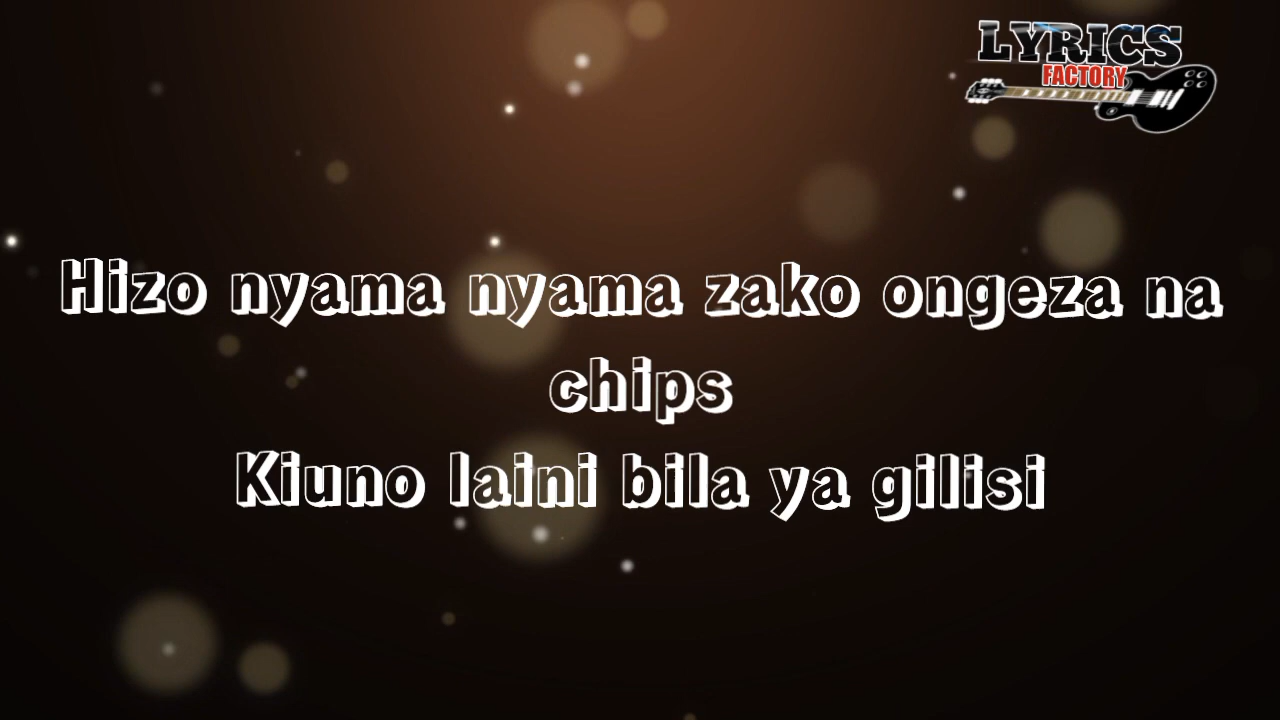 LYRICS
FACTORY
Hizo nyama nyama zako ongeza na
chips
Kiuno laini bila ya gilisi